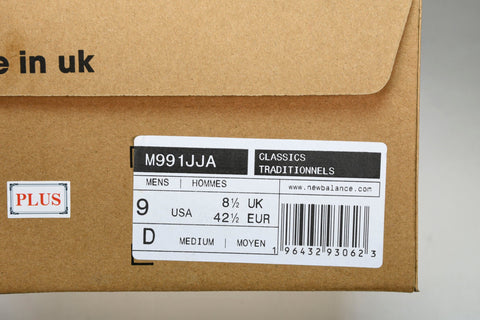 e in uk
PLUS
M991JJA
CLASSICS
TRADITIONNELS
MENS | HOMMES
www.newbalance.com
9 USA 8½ UK
42½ EUR
D MEDIUM | MOYEN
1 96432 93062 3